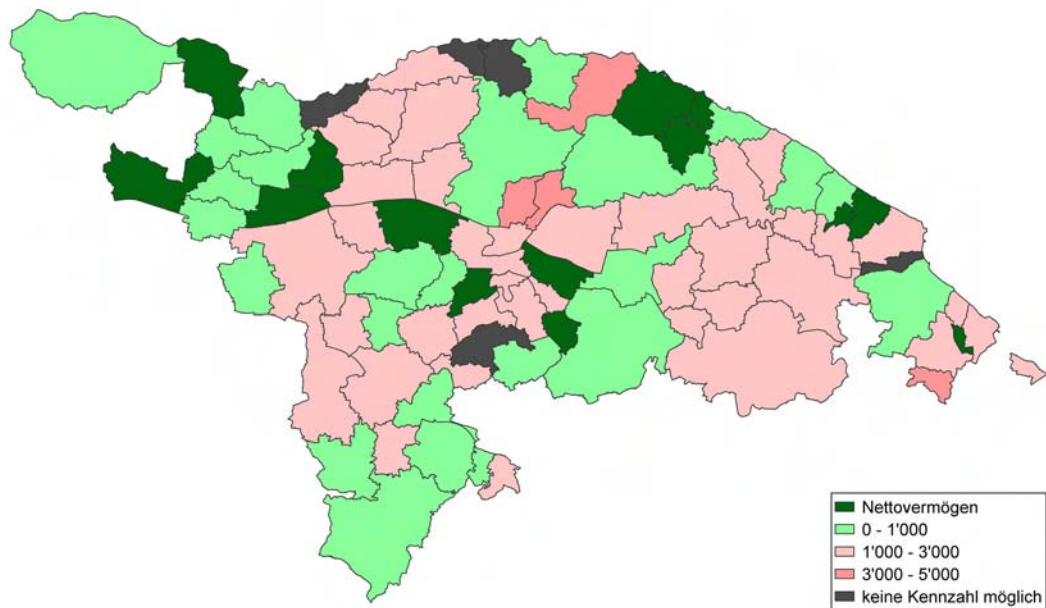 Nettovermögen
0 - 1'000
1'000 - 3'000
3'000 - 5'000
keine Kennzahl möglich